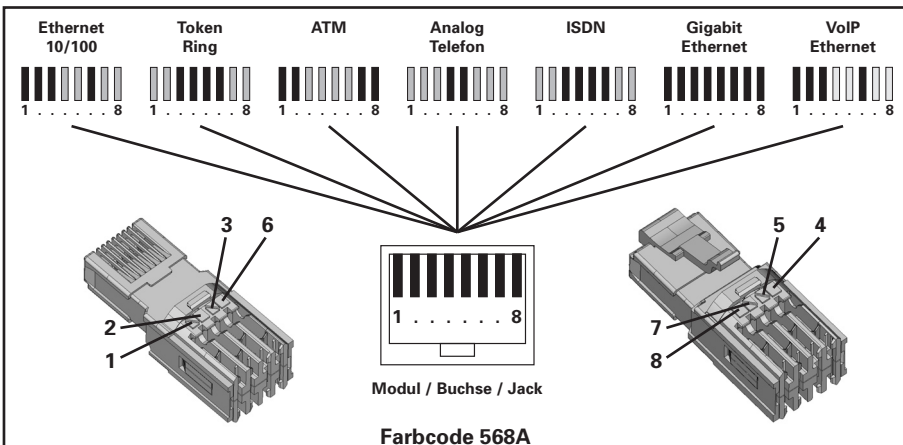 Ethernet 10/100
Token Ring
ATM
Analog Telefon
ISDN
Gigabit Ethernet
VoIP Ethernet
1 . . . . . . 8
1 . . . . . . 8
1 . . . . . . 8
1 . . . . . . 8
1 . . . . . . 8
1 . . . . . . 8
1 . . . . . . 8
3 6
2
1
1 . . . . . . 8
5 4
7
8
Modul / Buchse / Jack
Farbcode 568A